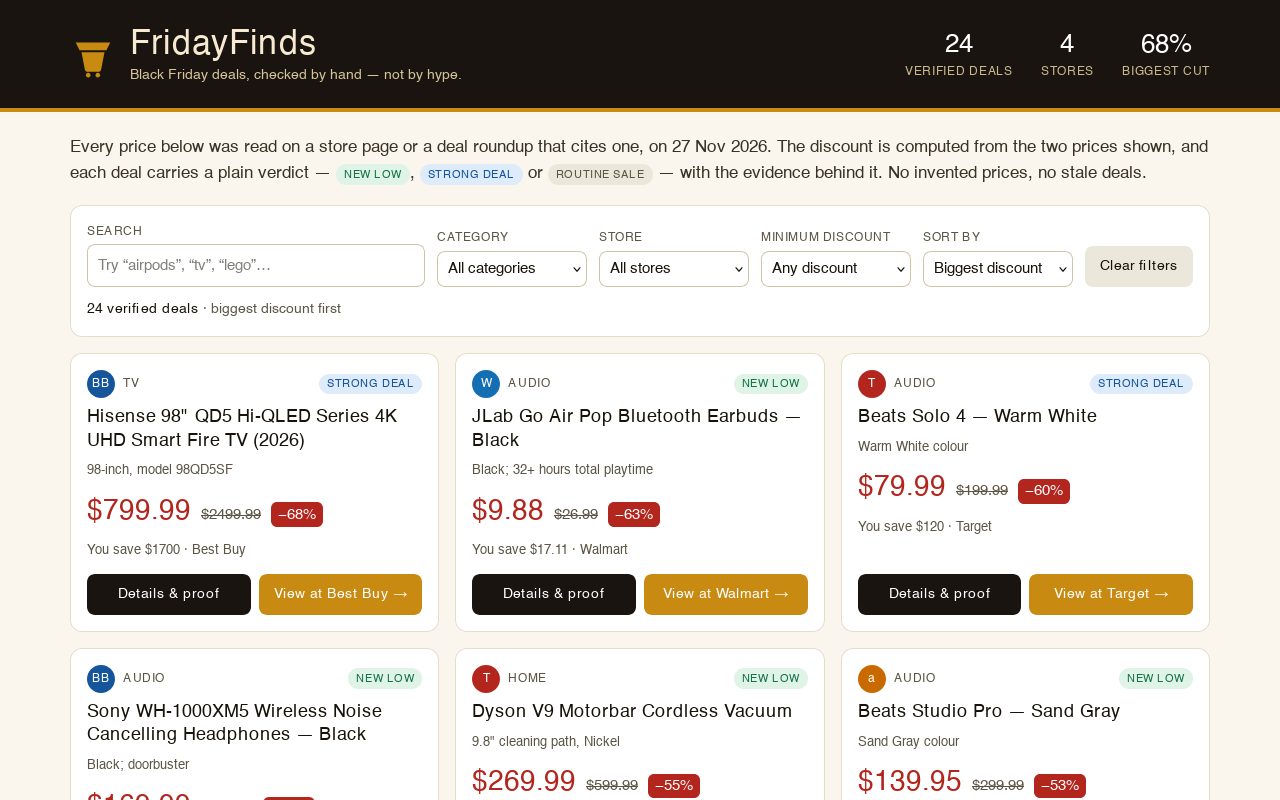 FridayFinds
Black Friday deals, checked by hand — not by hype.
24
VERIFIED DEALS
4
STORES
68%
BIGGEST CUT
Every price below was read on a store page or a deal roundup that cites one, on 27 Nov 2026. The discount is computed from the two prices shown, and
each deal carries a plain verdict — NEW LOW, STRONG DEAL or ROUTINE SALE — with the evidence behind it. No invented prices, no stale deals.
SEARCH
Try “airpods”, “tv”, “lego”…
CATEGORY
All categories
STORE
All stores
MINIMUM DISCOUNT
Any discount
SORT BY
Biggest discount
Clear filters
24 verified deals · biggest discount first
BB TV STRONG DEAL
Hisense 98" QD5 Hi-QLED Series 4K
UHD Smart Fire TV (2026)
98-inch, model 98QD5SF
$799.99 $2499.99 −68%
You save $1700 · Best Buy
Details & proof View at Best Buy →
W AUDIO NEW LOW
JLab Go Air Pop Bluetooth Earbuds —
Black
Black; 32+ hours total playtime
$9.88 $26.99 −63%
You save $17.11 · Walmart
Details & proof View at Walmart →
T AUDIO STRONG DEAL
Beats Solo 4 — Warm White
Warm White colour
$79.99 $199.99 −60%
You save $120 · Target
Details & proof View at Target →
BB AUDIO NEW LOW
Sony WH-1000XM5 Wireless Noise
Cancelling Headphones — Black
Black; doorbuster
T HOME NEW LOW
Dyson V9 Motorbar Cordless Vacuum
9.8" cleaning path, Nickel
$269.99 $599.99 −55%
a AUDIO NEW LOW
Beats Studio Pro — Sand Gray
Sand Gray colour
$139.95 $299.99 −53%